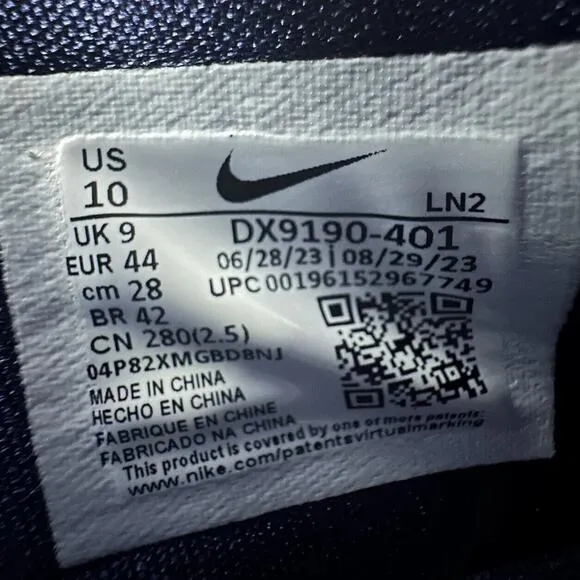 US
10
LN2
UK 9
DX9190-401
EUR 44
06/28/23 | 08/29/23
cm 28
UPC 00196152967749
BR 42
CN 280(2.5)
04P82XMGBD8NJ
MADE IN CHINA
HECHO EN CHINA
FABRIQUE EN CHINE
FABRICADO NA CHINA
This product is covered by one or more patents:
www.nike.com/patentsvirtualmarking